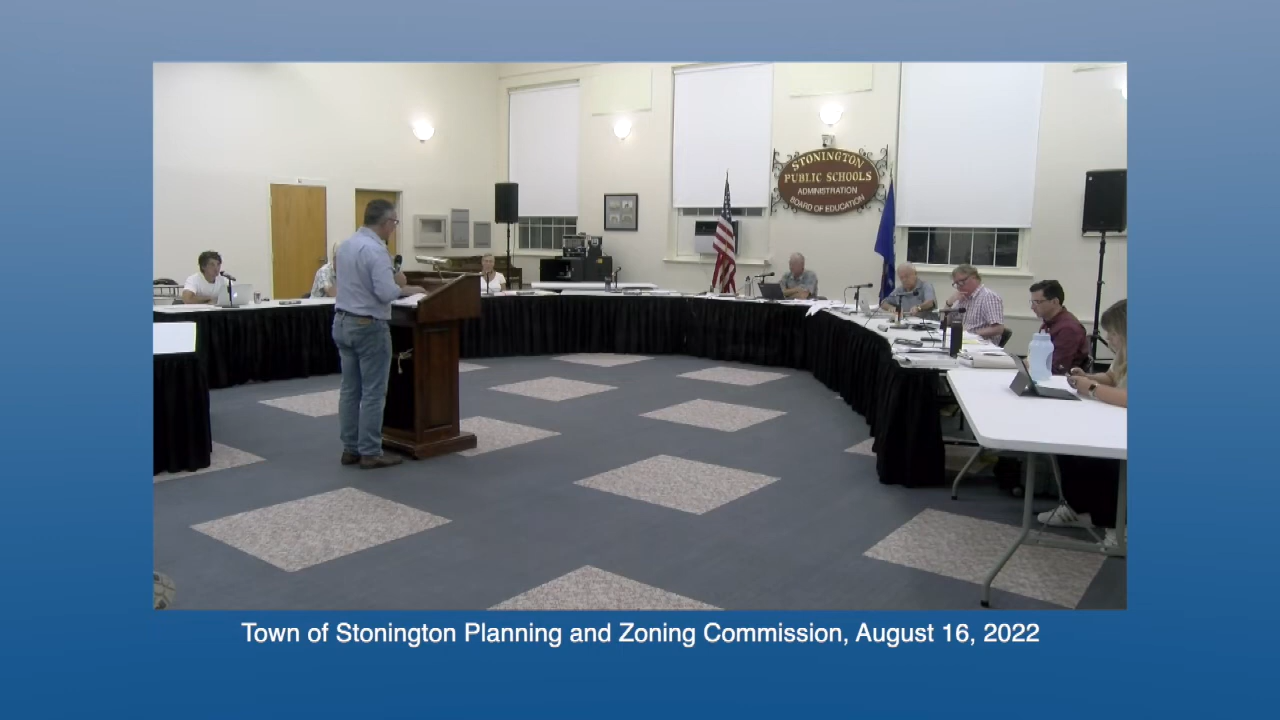 STONINGTON
PUBLIC SCHOOLS
ADMINISTRATION
BOARD OF EDUCATION
Town of Stonington Planning and Zoning Commission, August 16, 2022